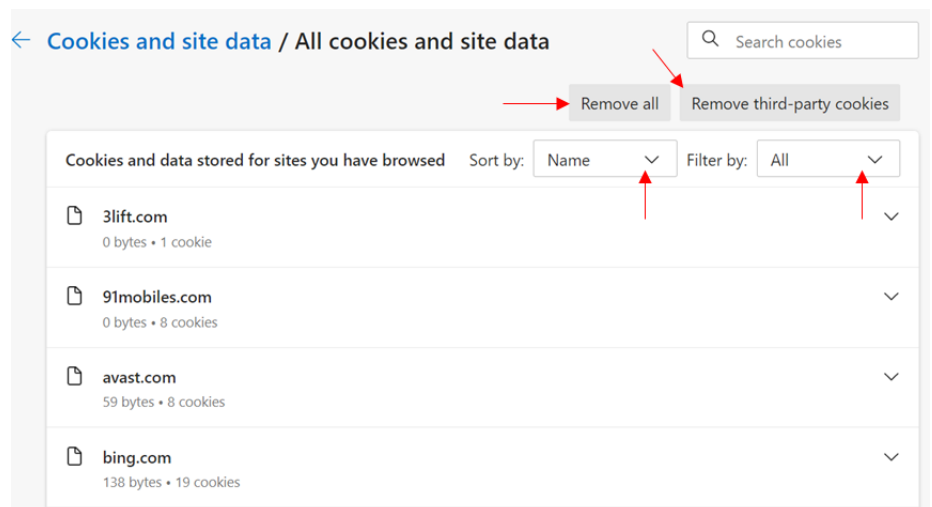 Cookies and site data / All cookies and site data
Search cookies
Remove all
Remove third-party cookies
Cookies and data stored for sites you have browsed Sort by: Name Filter by: All
3lift.com
0 bytes • 1 cookie
91mobiles.com
0 bytes • 8 cookies
avast.com
59 bytes • 8 cookies
bing.com
138 bytes • 19 cookies